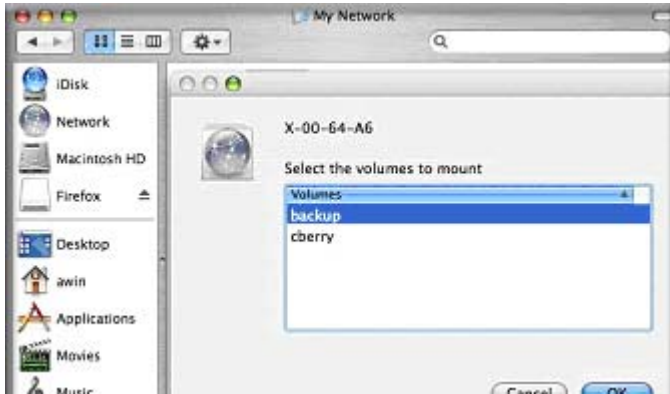 My Network
iDisk
Network
Macintosh HD
Firefox
Desktop
awin
Applications
Movies
Music
X-00-64-A6
Select the volumes to mount
Volumes
backup
cberry
Cancel
OK